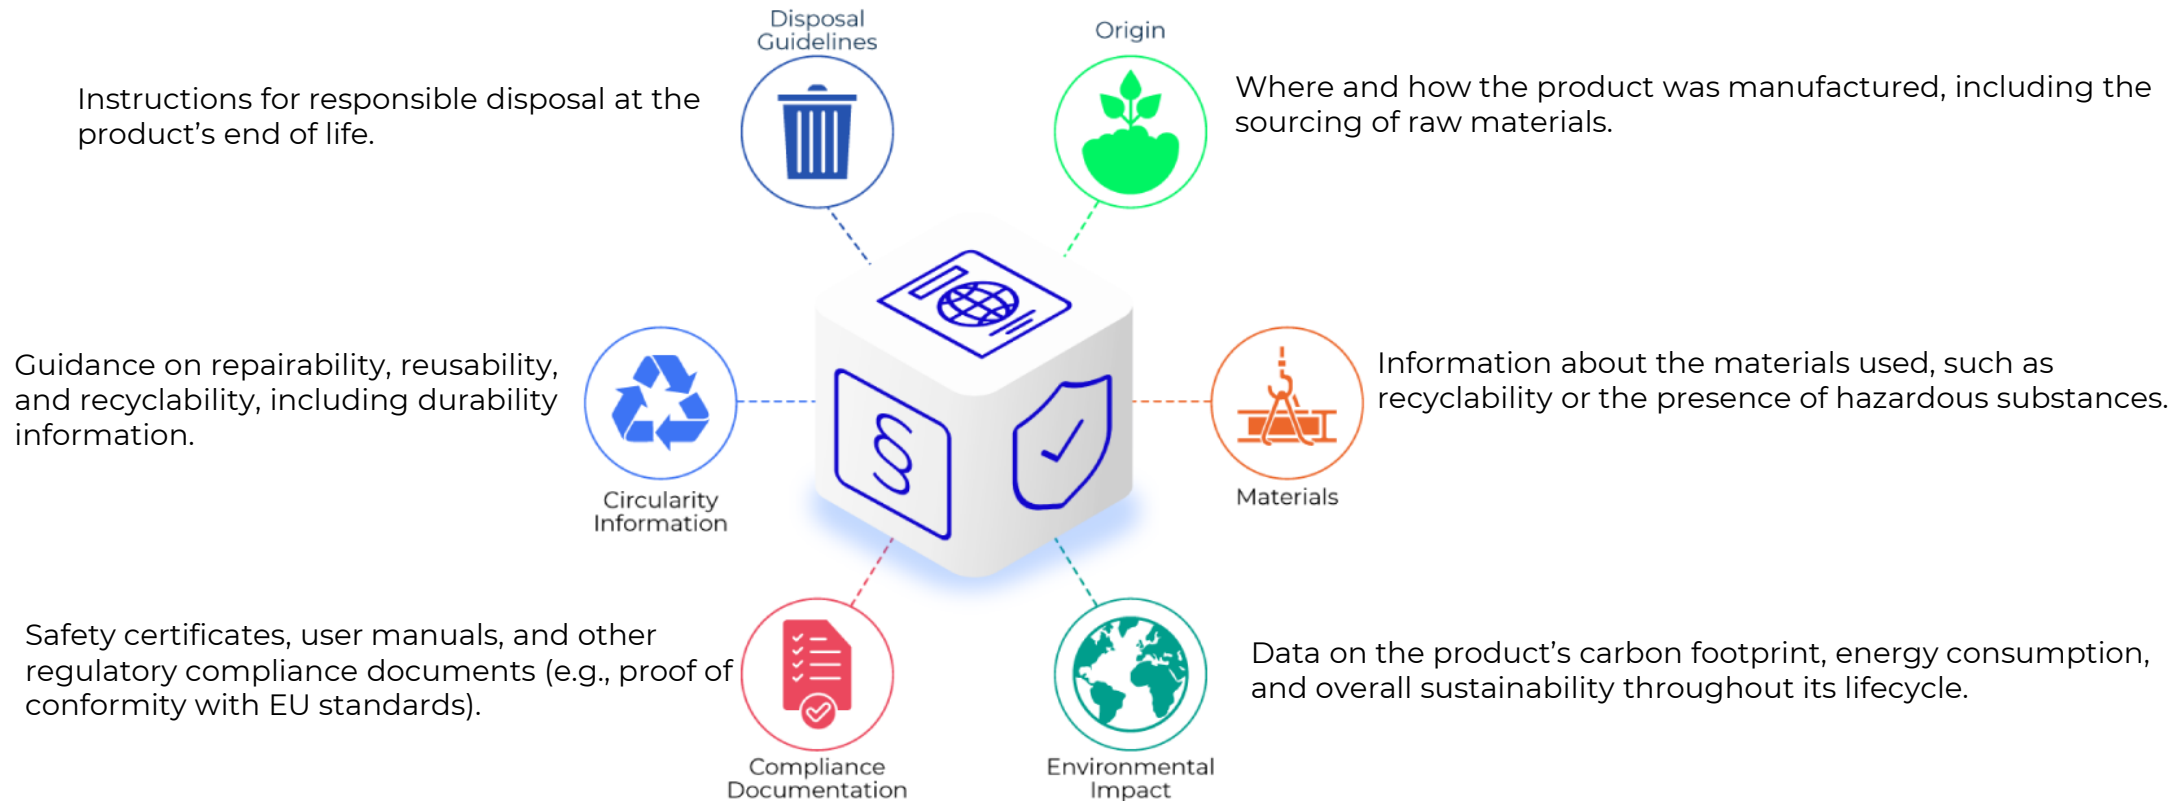 Disposal
Guidelines
Instructions for responsible disposal at the
product’s end of life.
Origin
Where and how the product was manufactured, including the
sourcing of raw materials.
Guidance on repairability, reusability,
and recyclability, including durability
information.
Circularity
Information
Information about the materials used, such as
recyclability or the presence of hazardous substances.
Materials
§
Safety certificates, user manuals, and other
regulatory compliance documents (e.g., proof of
conformity with EU standards).
Compliance
Documentation
Data on the product’s carbon footprint, energy consumption,
and overall sustainability throughout its lifecycle.
Environmental
Impact